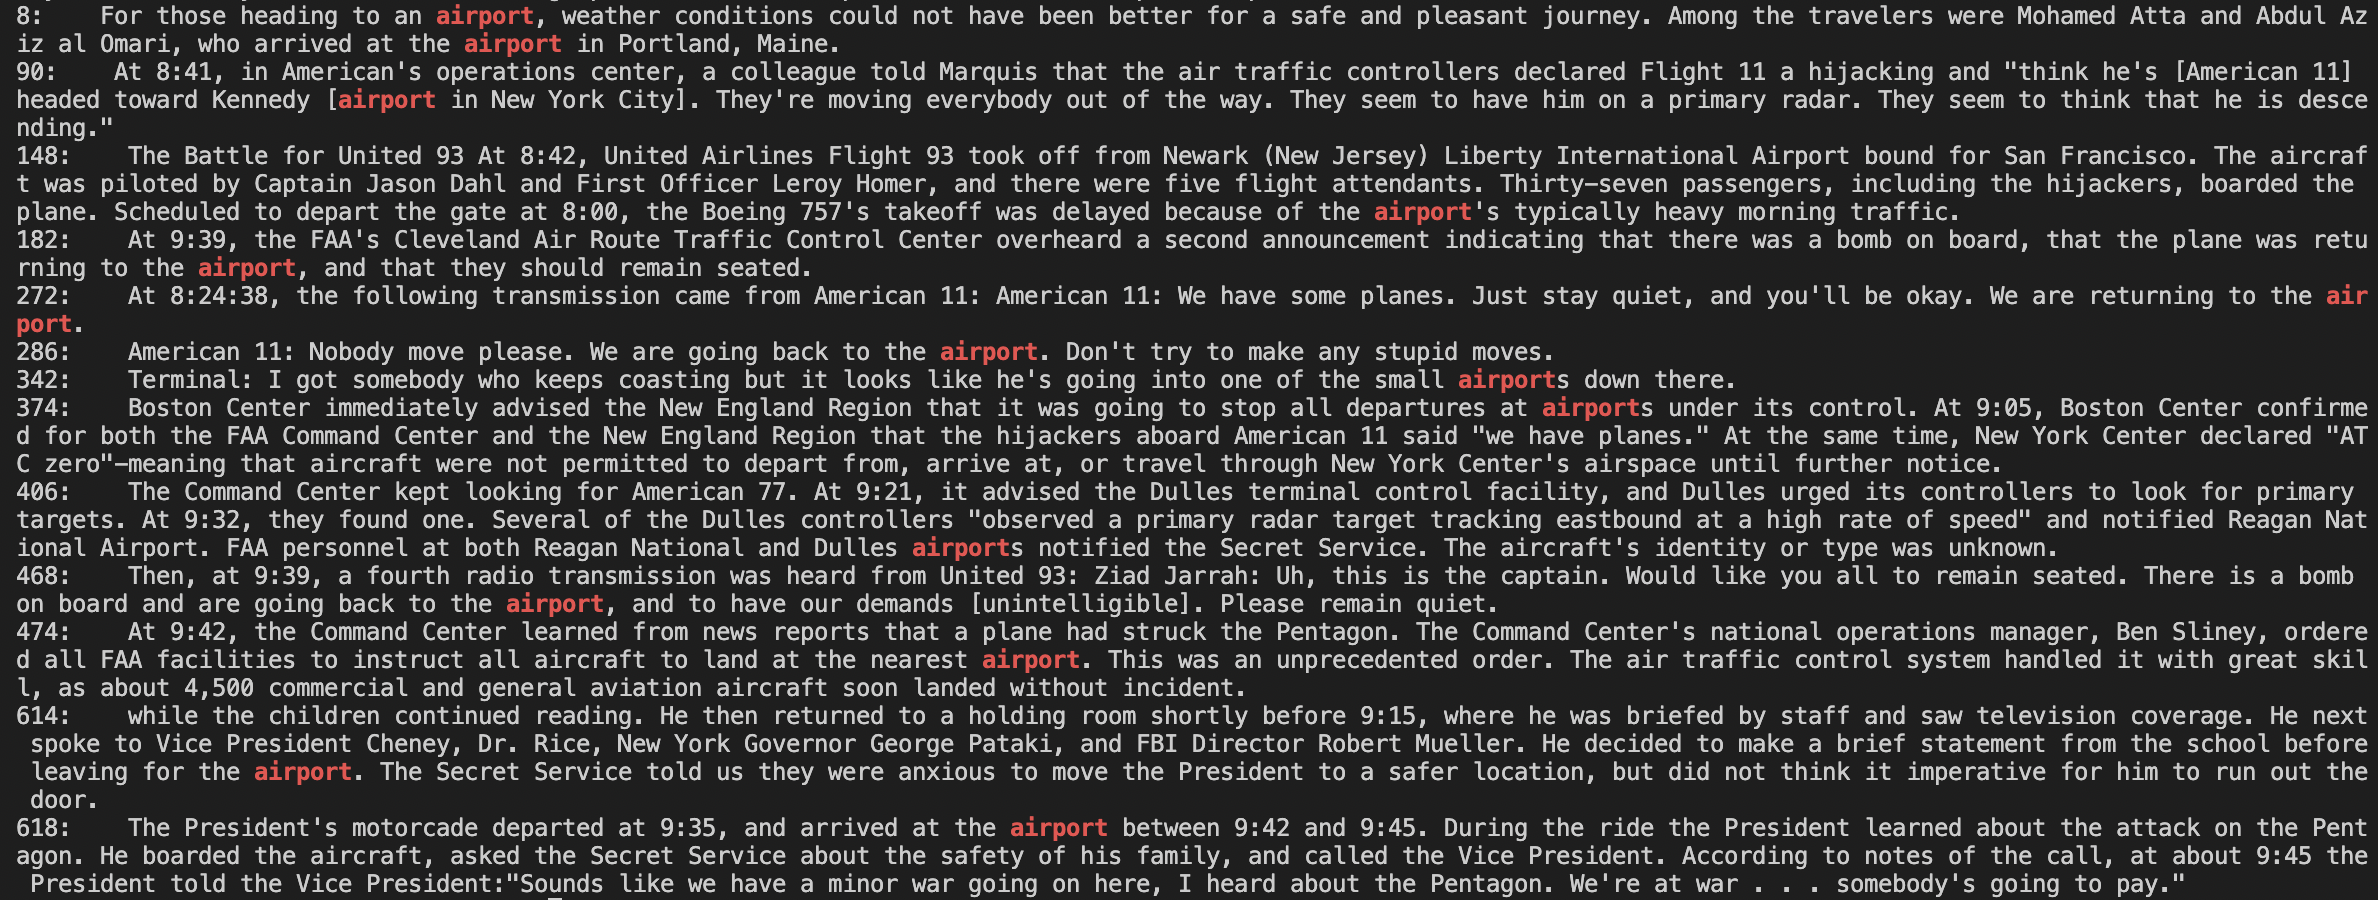 8:    For those heading to an airport, weather conditions could not have been better for a safe and pleasant journey. Among the travelers were Mohamed Atta and Abdul Az
iz al Omari, who arrived at the airport in Portland, Maine.
90:    At 8:41, in American's operations center, a colleague told Marquis that the air traffic controllers declared Flight 11 a hijacking and "think he's [American 11]
headed toward Kennedy [airport in New York City]. They're moving everybody out of the way. They seem to have him on a primary radar. They seem to think that he is desce
nding."
148:    The Battle for United 93 At 8:42, United Airlines Flight 93 took off from Newark (New Jersey) Liberty International Airport bound for San Francisco. The aircraf
t was piloted by Captain Jason Dahl and First Officer Leroy Homer, and there were five flight attendants. Thirty-seven passengers, including the hijackers, boarded the
plane. Scheduled to depart the gate at 8:00, the Boeing 757's takeoff was delayed because of the airport's typically heavy morning traffic.
182:    At 9:39, the FAA's Cleveland Air Route Traffic Control Center overheard a second announcement indicating that there was a bomb on board, that the plane was retu
rning to the airport, and that they should remain seated.
272:    At 8:24:38, the following transmission came from American 11: American 11: We have some planes. Just stay quiet, and you'll be okay. We are returning to the air
port.
286:    American 11: Nobody move please. We are going back to the airport. Don't try to make any stupid moves.
342:    Terminal: I got somebody who keeps coasting but it looks like he's going into one of the small airports down there.
374:    Boston Center immediately advised the New England Region that it was going to stop all departures at airports under its control. At 9:05, Boston Center confirme
d for both the FAA Command Center and the New England Region that the hijackers aboard American 11 said "we have planes." At the same time, New York Center declared "AT
C zero"-meaning that aircraft were not permitted to depart from, arrive at, or travel through New York Center's airspace until further notice.
406:    The Command Center kept looking for American 77. At 9:21, it advised the Dulles terminal control facility, and Dulles urged its controllers to look for primary
targets. At 9:32, they found one. Several of the Dulles controllers "observed a primary radar target tracking eastbound at a high rate of speed" and notified Reagan Nat
ional Airport. FAA personnel at both Reagan National and Dulles airports notified the Secret Service. The aircraft's identity or type was unknown.
468:    Then, at 9:39, a fourth radio transmission was heard from United 93: Ziad Jarrah: Uh, this is the captain. Would like you all to remain seated. There is a bomb
on board and are going back to the airport, and to have our demands [unintelligible]. Please remain quiet.
474:    At 9:42, the Command Center learned from news reports that a plane had struck the Pentagon. The Command Center's national operations manager, Ben Sliney, ordere
d all FAA facilities to instruct all aircraft to land at the nearest airport. This was an unprecedented order. The air traffic control system handled it with great skil
l, as about 4,500 commercial and general aviation aircraft soon landed without incident.
614:    while the children continued reading. He then returned to a holding room shortly before 9:15, where he was briefed by staff and saw television coverage. He next
spoke to Vice President Cheney, Dr. Rice, New York Governor George Pataki, and FBI Director Robert Mueller. He decided to make a brief statement from the school before
leaving for the airport. The Secret Service told us they were anxious to move the President to a safer location, but did not think it imperative for him to run out the
door.
618:    The President's motorcade departed at 9:35, and arrived at the airport between 9:42 and 9:45. During the ride the President learned about the attack on the Pent
agon. He boarded the aircraft, asked the Secret Service about the safety of his family, and called the Vice President. According to notes of the call, at about 9:45 the
President told the Vice President:"Sounds like we have a minor war going on here, I heard about the Pentagon. We're at war . . . somebody's going to pay."